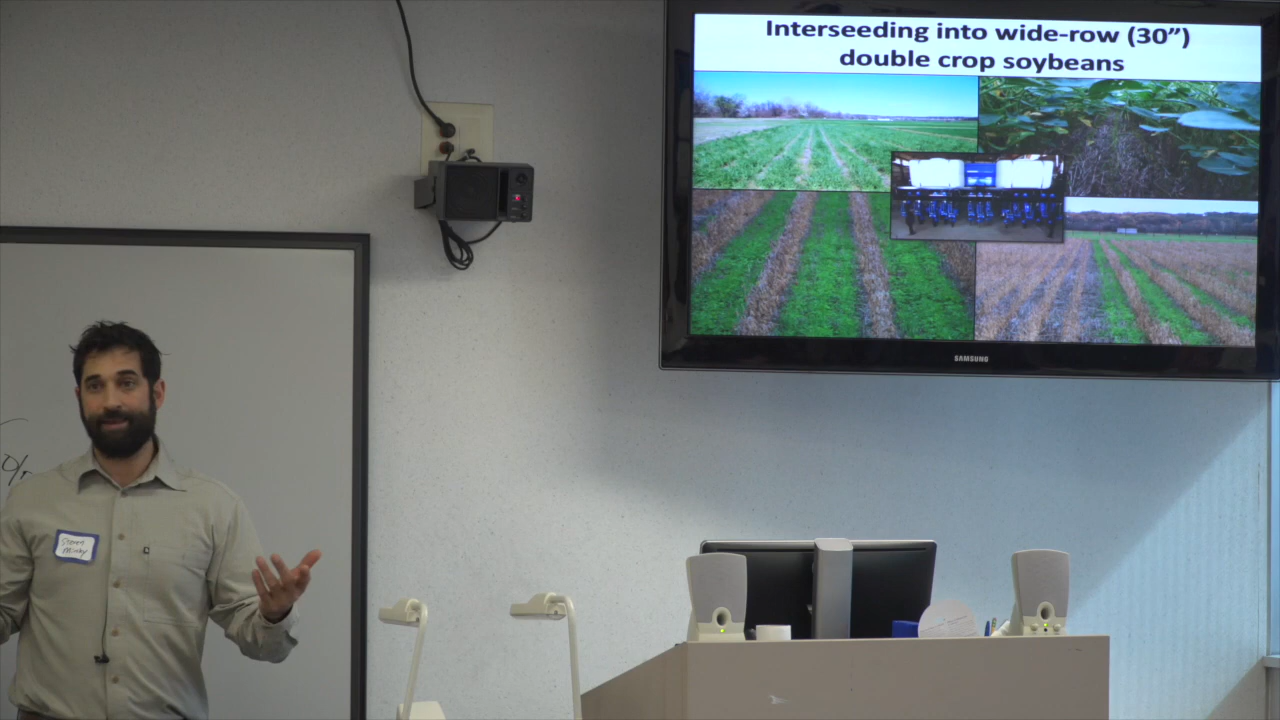 Interseeding into wide-row (30”)
double crop soybeans
SAMSUNG